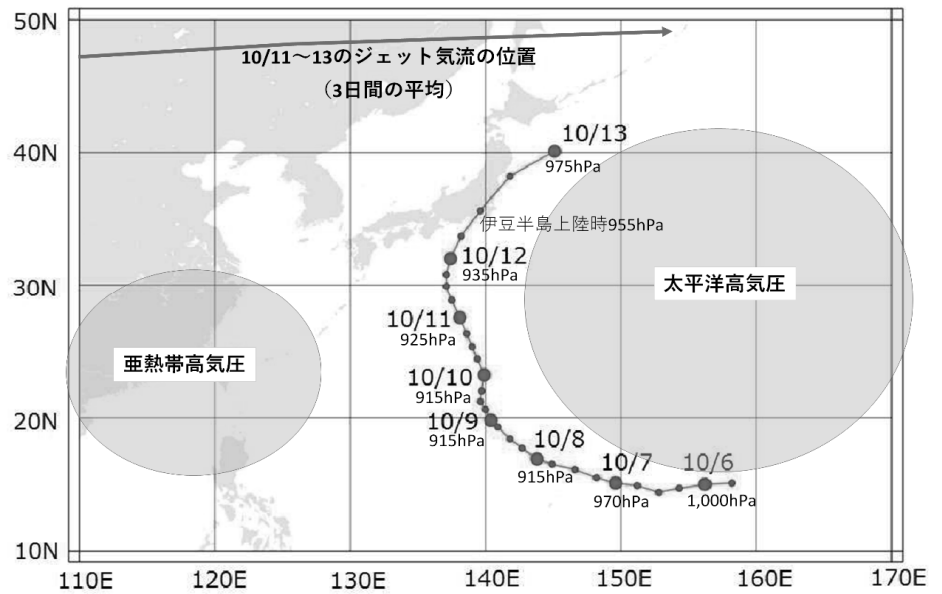 50N
10/11～13のジェット気流の位置
（3日間の平均）
10/13
40N
975hPa
伊豆半島上陸時955hPa
10/12
935hPa
30N
太平洋高気圧
10/11
925hPa
亜熱帯高気圧
10/10
915hPa
20N
10/9
915hPa
10/8
915hPa
10/7
970hPa
10/6
1,000hPa
10N
110E
120E
130E
140E
150E
160E
170E